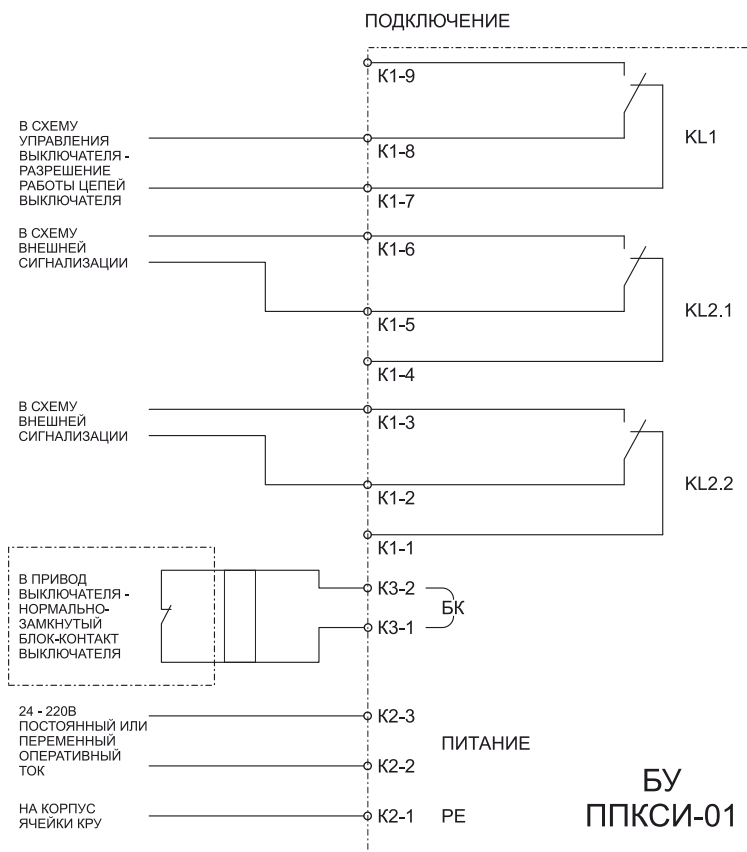 ПОДКЛЮЧЕНИЕ
К1-9
В СХЕМУ
УПРАВЛЕНИЯ
ВЫКЛЮЧАТЕЛЯ -
РАЗРЕШЕНИЕ
РАБОТЫ ЦЕПЕЙ
ВЫКЛЮЧАТЕЛЯ
К1-8
KL1
К1-7
В СХЕМУ
ВНЕШНЕЙ
СИГНАЛИЗАЦИИ
К1-6
К1-5
KL2.1
К1-4
В СХЕМУ
ВНЕШНЕЙ
СИГНАЛИЗАЦИИ
К1-3
К1-2
KL2.2
К1-1
В ПРИВОД
ВЫКЛЮЧАТЕЛЯ -
НОРМАЛЬНО-
ЗАМКНУТЫЙ
БЛОК-КОНТАКТ
ВЫКЛЮЧАТЕЛЯ
К3-2
БК
К3-1
24 - 220В
ПОСТОЯННЫЙ ИЛИ
ПЕРЕМЕННЫЙ
ОПЕРАТИВНЫЙ
ТОК
К2-3
ПИТАНИЕ
К2-2
НА КОРПУС
ЯЧЕЙКИ КРУ
К2-1
PE
БУ
ППКСИ-01